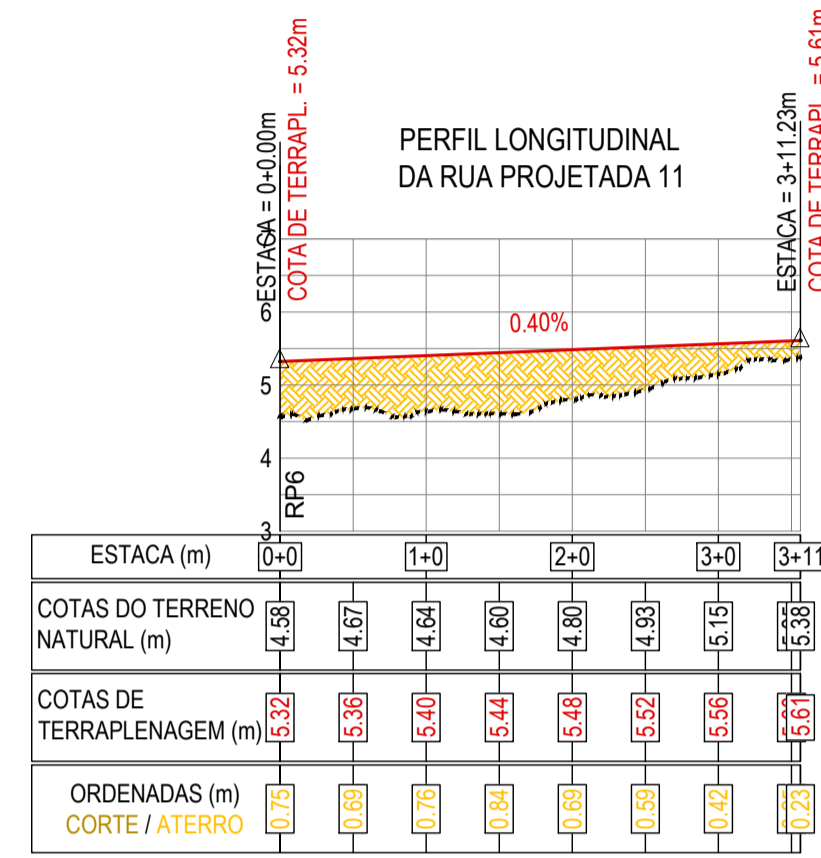 ESTACA = 0+0.00m
COTA DE TERRAPL. = 5.32m
PERFIL LONGITUDINAL
DA RUA PROJETADA 11
ESTACA = 3+11.23m
COTA DE TERRAPL. = 5.61m
0.40%
6
5
4
3
RP6
ESTACA (m) 0+0 1+0 2+0 3+0 3+11
COTAS DO TERRENO
NATURAL (m) 4.58 4.67 4.64 4.60 4.80 4.93 5.15 5.38
COTAS DE
TERRAPLENAGEM (m) 5.32 5.36 5.40 5.44 5.48 5.52 5.56 5.61
ORDENADAS (m)
CORTE / ATERRO 0.75 0.69 0.76 0.84 0.69 0.59 0.42 0.23